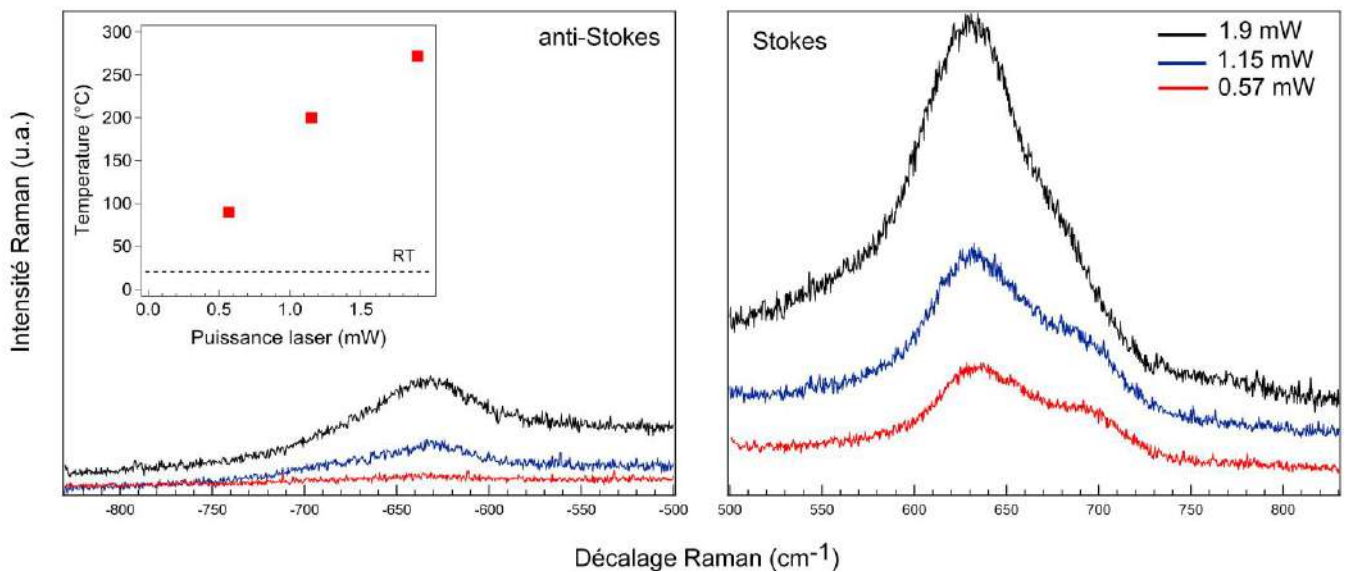 anti-Stokes
Stokes
1.9 mW
1.15 mW
0.57 mW
Intensité Raman (u.a.)
300
250
200
150
100
50
0
Temperature (°C)
RT
0.0
0.5
1.0
1.5
Puissance laser (mW)
-800
-750
-700
-650
-600
-550
-500
500
550
600
650
700
750
800
Décalage Raman (cm-1)